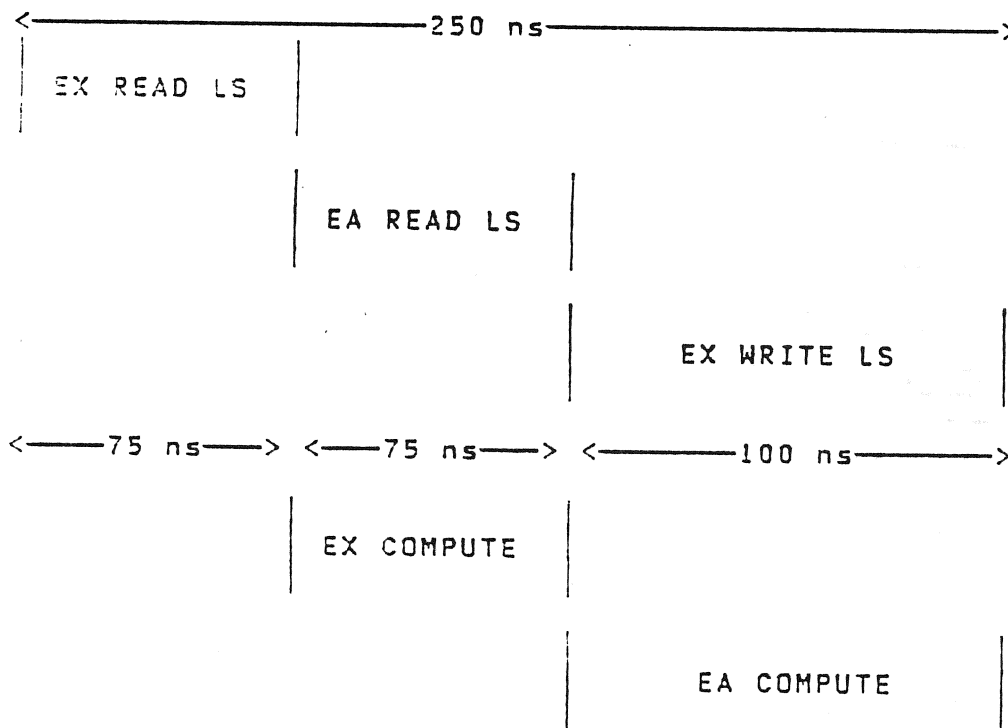 250 ns
EX READ LS
EA READ LS
EX WRITE LS
75 ns 75 ns 100 ns
EX COMPUTE
EA COMPUTE